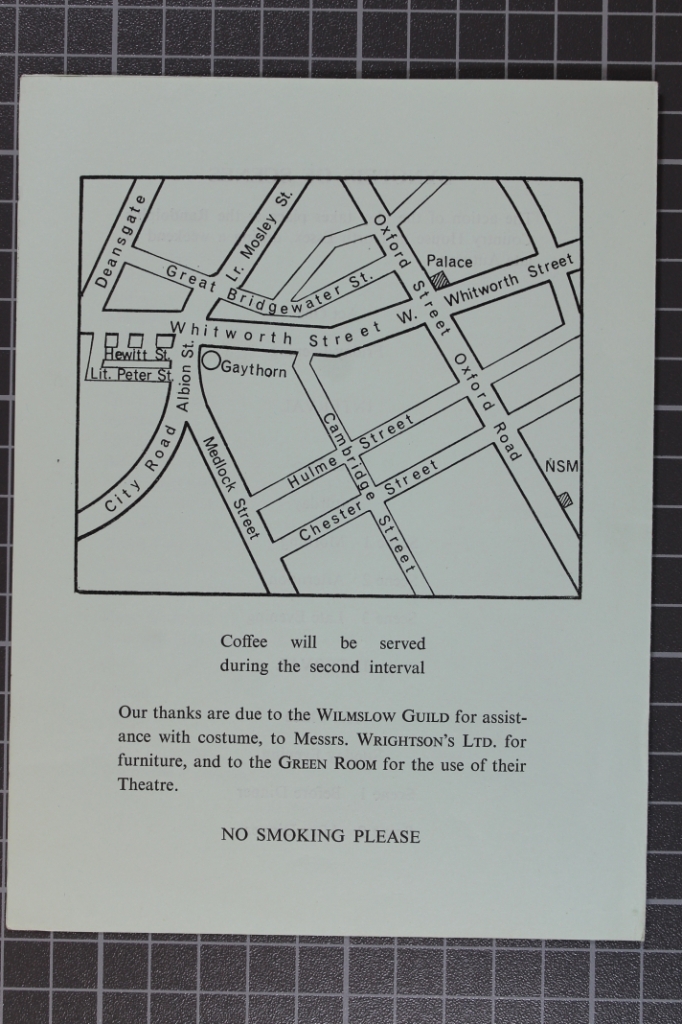 Deansgate
Lr. Mosley St.
Great Bridgewater St.
Oxford Street
Palace
Whitworth Street
Whitworth Street W.
Hewitt St.
Lit. Peter St.
Albion St.
Gaythorn
Oxford Road
City Road
Medlock Street
Cambridge Street
Hulme Street
Chester Street
NSM
Coffee will be served
during the second interval
Our thanks are due to the WILMSLOW GUILD for assist-
ance with costume, to Messrs. WRIGHTSON'S LTD. for
furniture, and to the GREEN ROOM for the use of their
Theatre.
NO SMOKING PLEASE